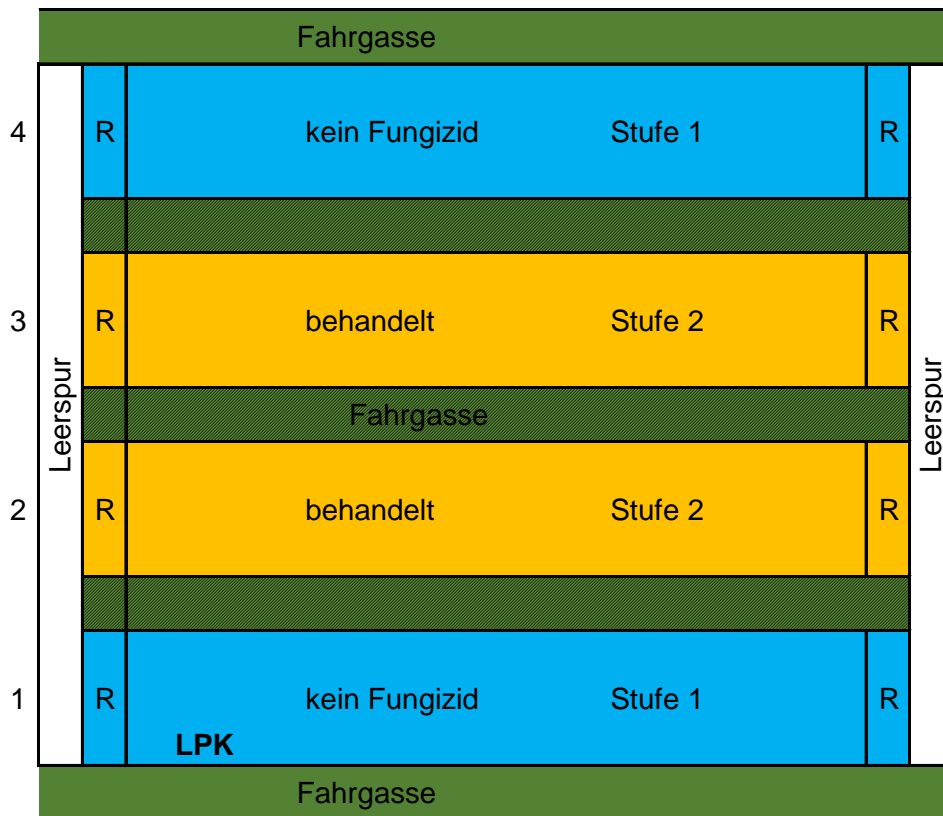 Fahrgasse
4 R kein Fungizid Stufe 1 R
3 R behandelt Stufe 2 R
Leerspur
Fahrgasse
Leerspur
2 R behandelt Stufe 2 R
1 R kein Fungizid Stufe 1 R
LPK
Fahrgasse